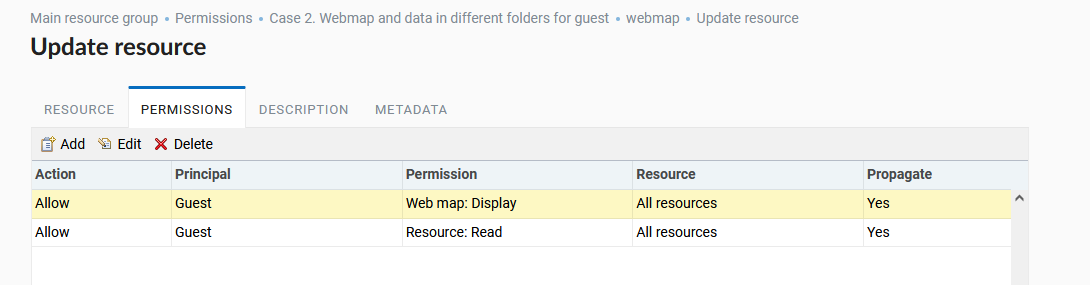 Main resource group • Permissions • Case 2. Webmap and data in different folders for guest • webmap • Update resource
Update resource
RESOURCE PERMISSIONS DESCRIPTION METADATA
Add Edit Delete
Action Principal Permission Resource Propagate
Allow Guest Web map: Display All resources Yes
Allow Guest Resource: Read All resources Yes